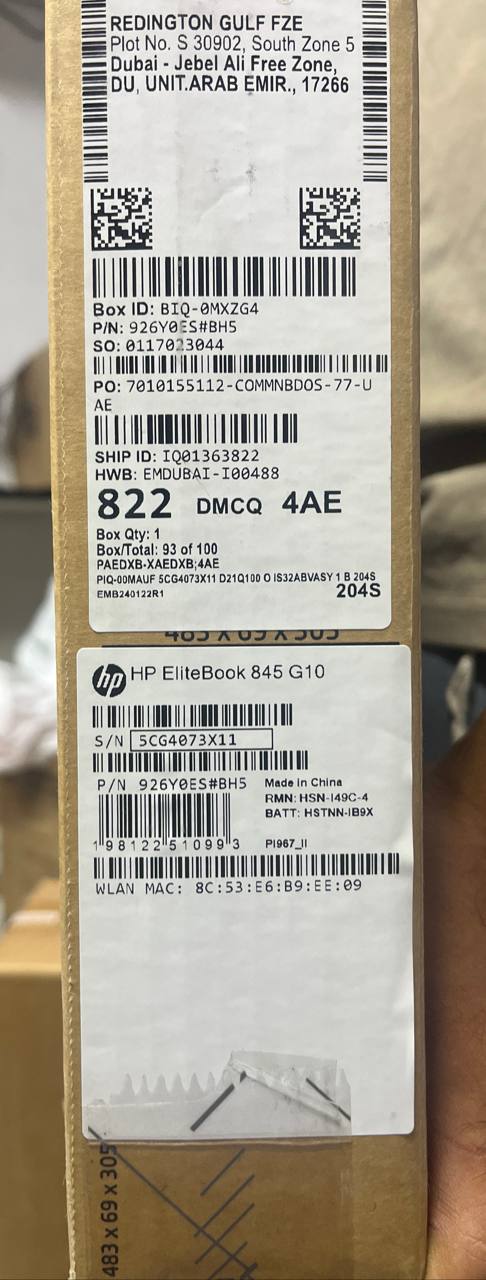 REDINGTON GULF FZE
Plot No. S 30902, South Zone 5
Dubai - Jebel Ali Free Zone,
DU, UNIT.ARAB EMIR., 17266
Box ID: BIQ-0MXZG4
P/N: 926Y0ES#BH5
SO: 0117023044
PO: 7010155112-COMMNBDOS-77-U
AE
SHIP ID: IQ01363822
HWB: EMDUBAI-I00488
822 DMCQ 4AE
Box Qty: 1
Box/Total: 93 of 100
PAEDXB-XAEDXB;4AE
PIQ-00MAUF 5CG4073X11 D21Q100 O IS32ABVASY 1 B 204S
EMB240122R1 204S
483 X 69 X 305
hp HP EliteBook 845 G10
S/N 5CG4073X11
P/N 926Y0ES#BH5 Made in China
RMN: HSN-I49C-4
BATT: HSTNN-IB9X
1 98122 51099 3 PI967_II
WLAN MAC: 8C:53:E6:B9:EE:09
483 x 69 x 305